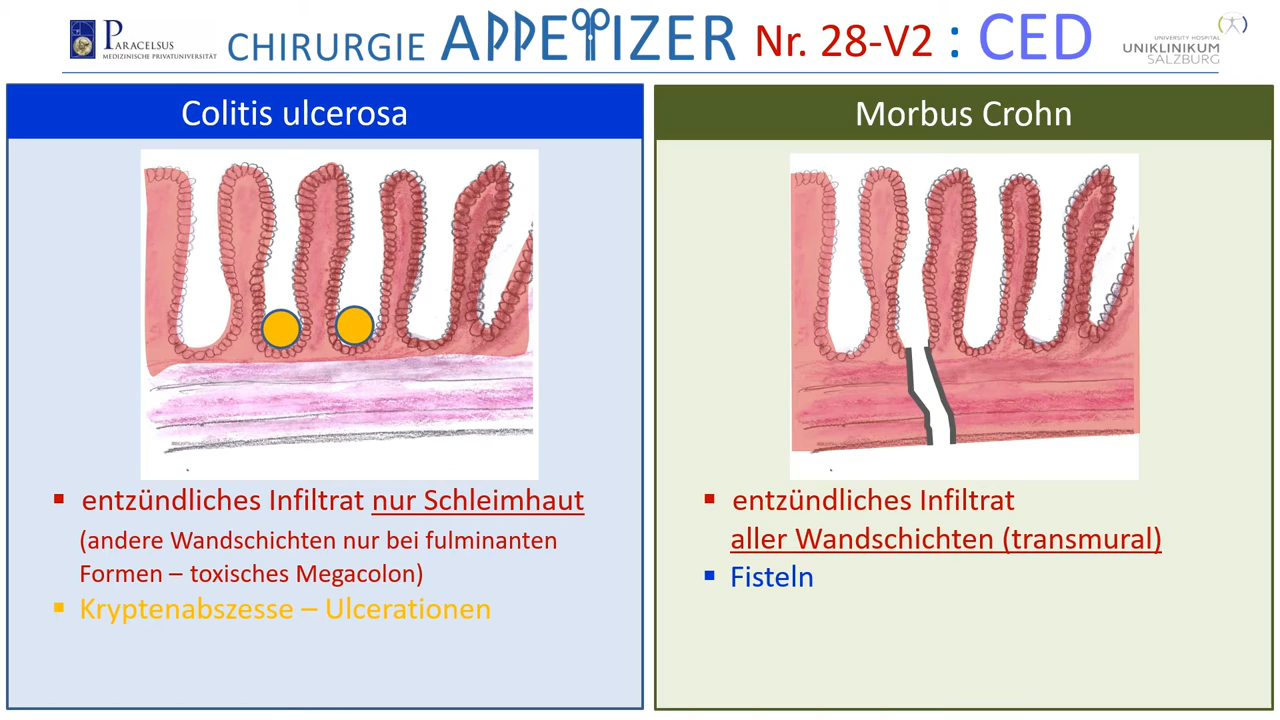 PARACELSUS
MEDIZINISCHE PRIVATUNIVERSITÄT
CHIRURGIE APPETIZER Nr. 28-V2 : CED
UNIVERSITY HOSPITAL
UNIKLINIKUM
SALZBURG
Colitis ulcerosa
▪ entzündliches Infiltrat nur Schleimhaut
(andere Wandschichten nur bei fulminanten
Formen – toxisches Megacolon)
▪ Kryptenabszesse – Ulcerationen
Morbus Crohn
▪ entzündliches Infiltrat
aller Wandschichten (transmural)
▪ Fisteln